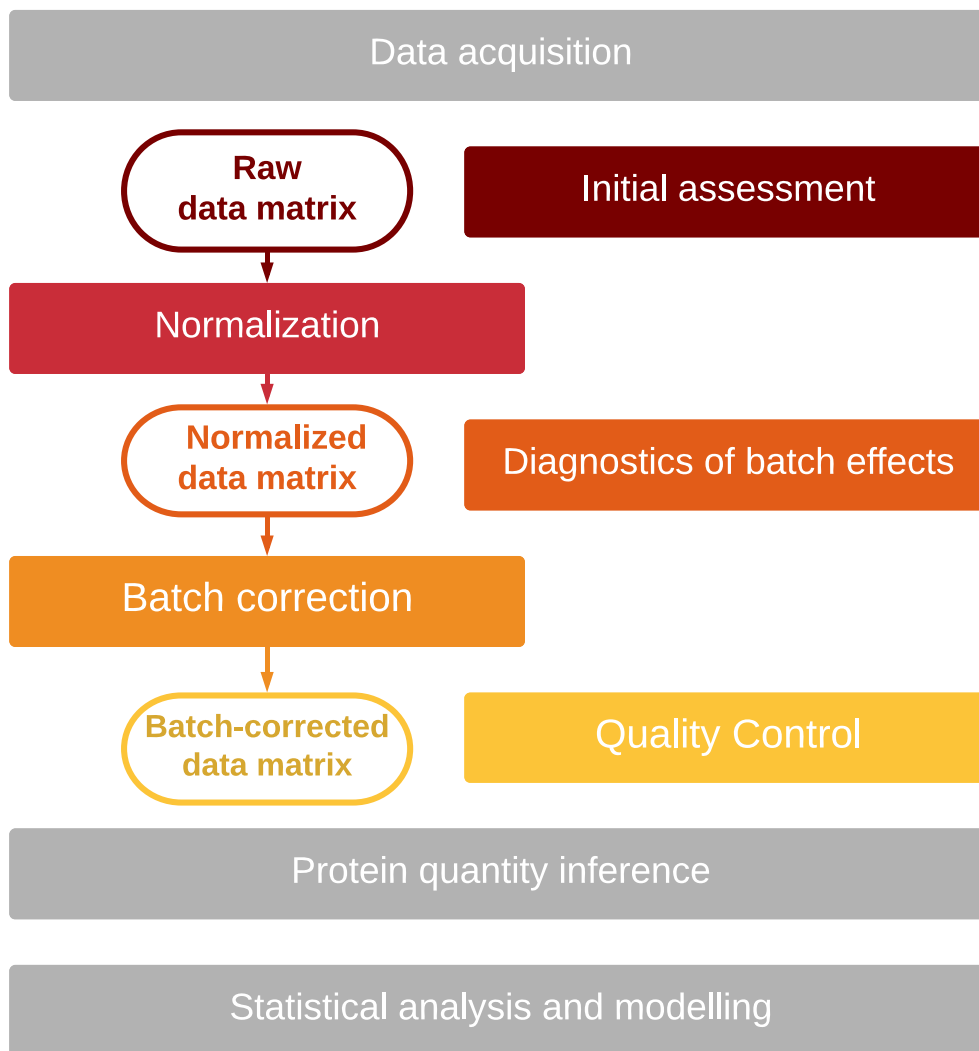 Data acquisition
Raw
data matrix
Initial assessment
Normalization
Normalized
data matrix
Diagnostics of batch effects
Batch correction
Batch-corrected
data matrix
Quality Control
Protein quantity inference
Statistical analysis and modelling